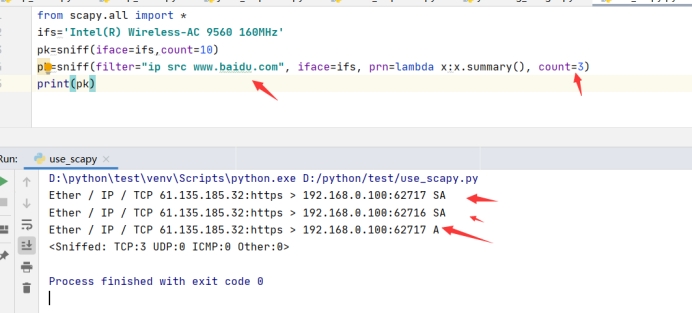 from scapy.all import *
ifs='Intel(R) Wireless-AC 9560 160MHz'
pk=sniff(iface=ifs,count=10)
pk=sniff(filter="ip src www.baidu.com", iface=ifs, prn=lambda x:x.summary(), count=3)
print(pk)
Run: use_scapy ×
D:\python\test\venv\Scripts\python.exe D:/python/test/use_scapy.py
Ether / IP / TCP 61.135.185.32:https > 192.168.0.100:62717 SA
Ether / IP / TCP 61.135.185.32:https > 192.168.0.100:62716 SA
Ether / IP / TCP 61.135.185.32:https > 192.168.0.100:62717 A
<Sniffed: TCP:3 UDP:0 ICMP:0 Other:0>
Process finished with exit code 0